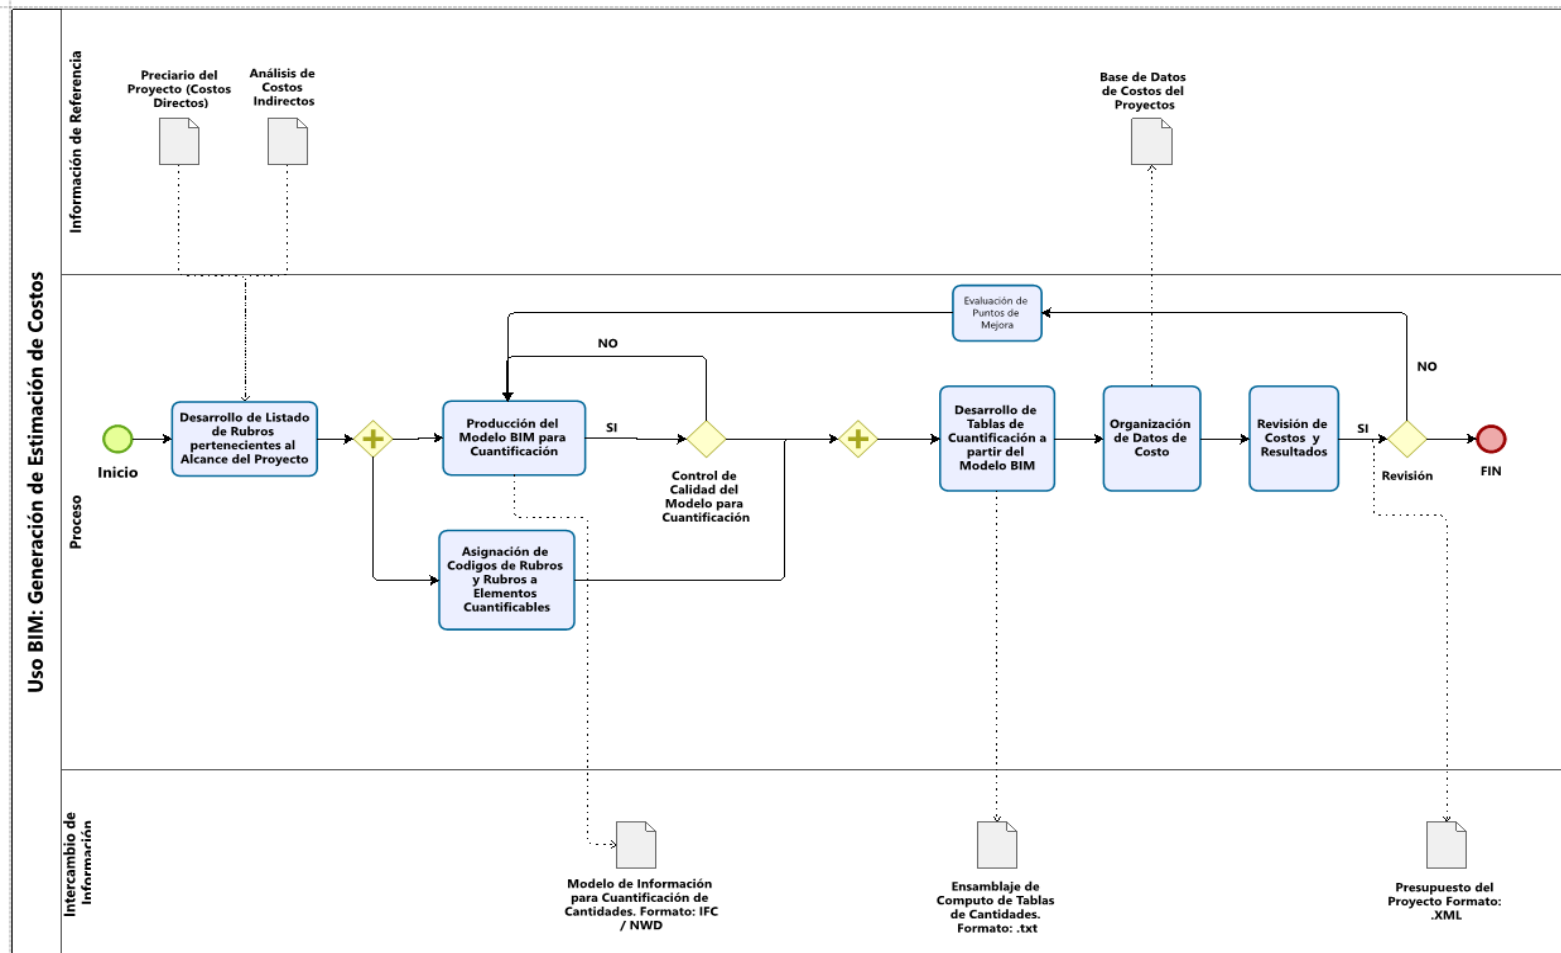 Uso BIM: Generación de Estimación de Costos
Información de Referencia
Preciario del
Proyecto (Costos
Directos)
Análisis de
Costos
Indirectos
Base de Datos
de Costos del
Proyectos
Proceso
Inicio
Desarrollo de Listado
de Rubros
pertenecientes al
Alcance del Proyecto
Producción del
Modelo BIM para
Cuantificación
NO
SI
Control de
Calidad del
Modelo para
Cuantificación
Asignación de
Codigos de Rubros
y Rubros a
Elementos
Cuantificables
Evaluación de
Puntos de
Mejora
Desarrollo de
Tablas de
Cuantificación a
partir del
Modelo BIM
Organización
de Datos de
Costo
Revisión de
Costos y
Resultados
SI
NO
Revisión
FIN
Intercambio de
Información
Modelo de Información
para Cuantificación de
Cantidades. Formato: IFC
/ NWD
Ensamblaje de
Computo de Tablas
de Cantidades.
Formato: .txt
Presupuesto del
Proyecto Formato:
.XML